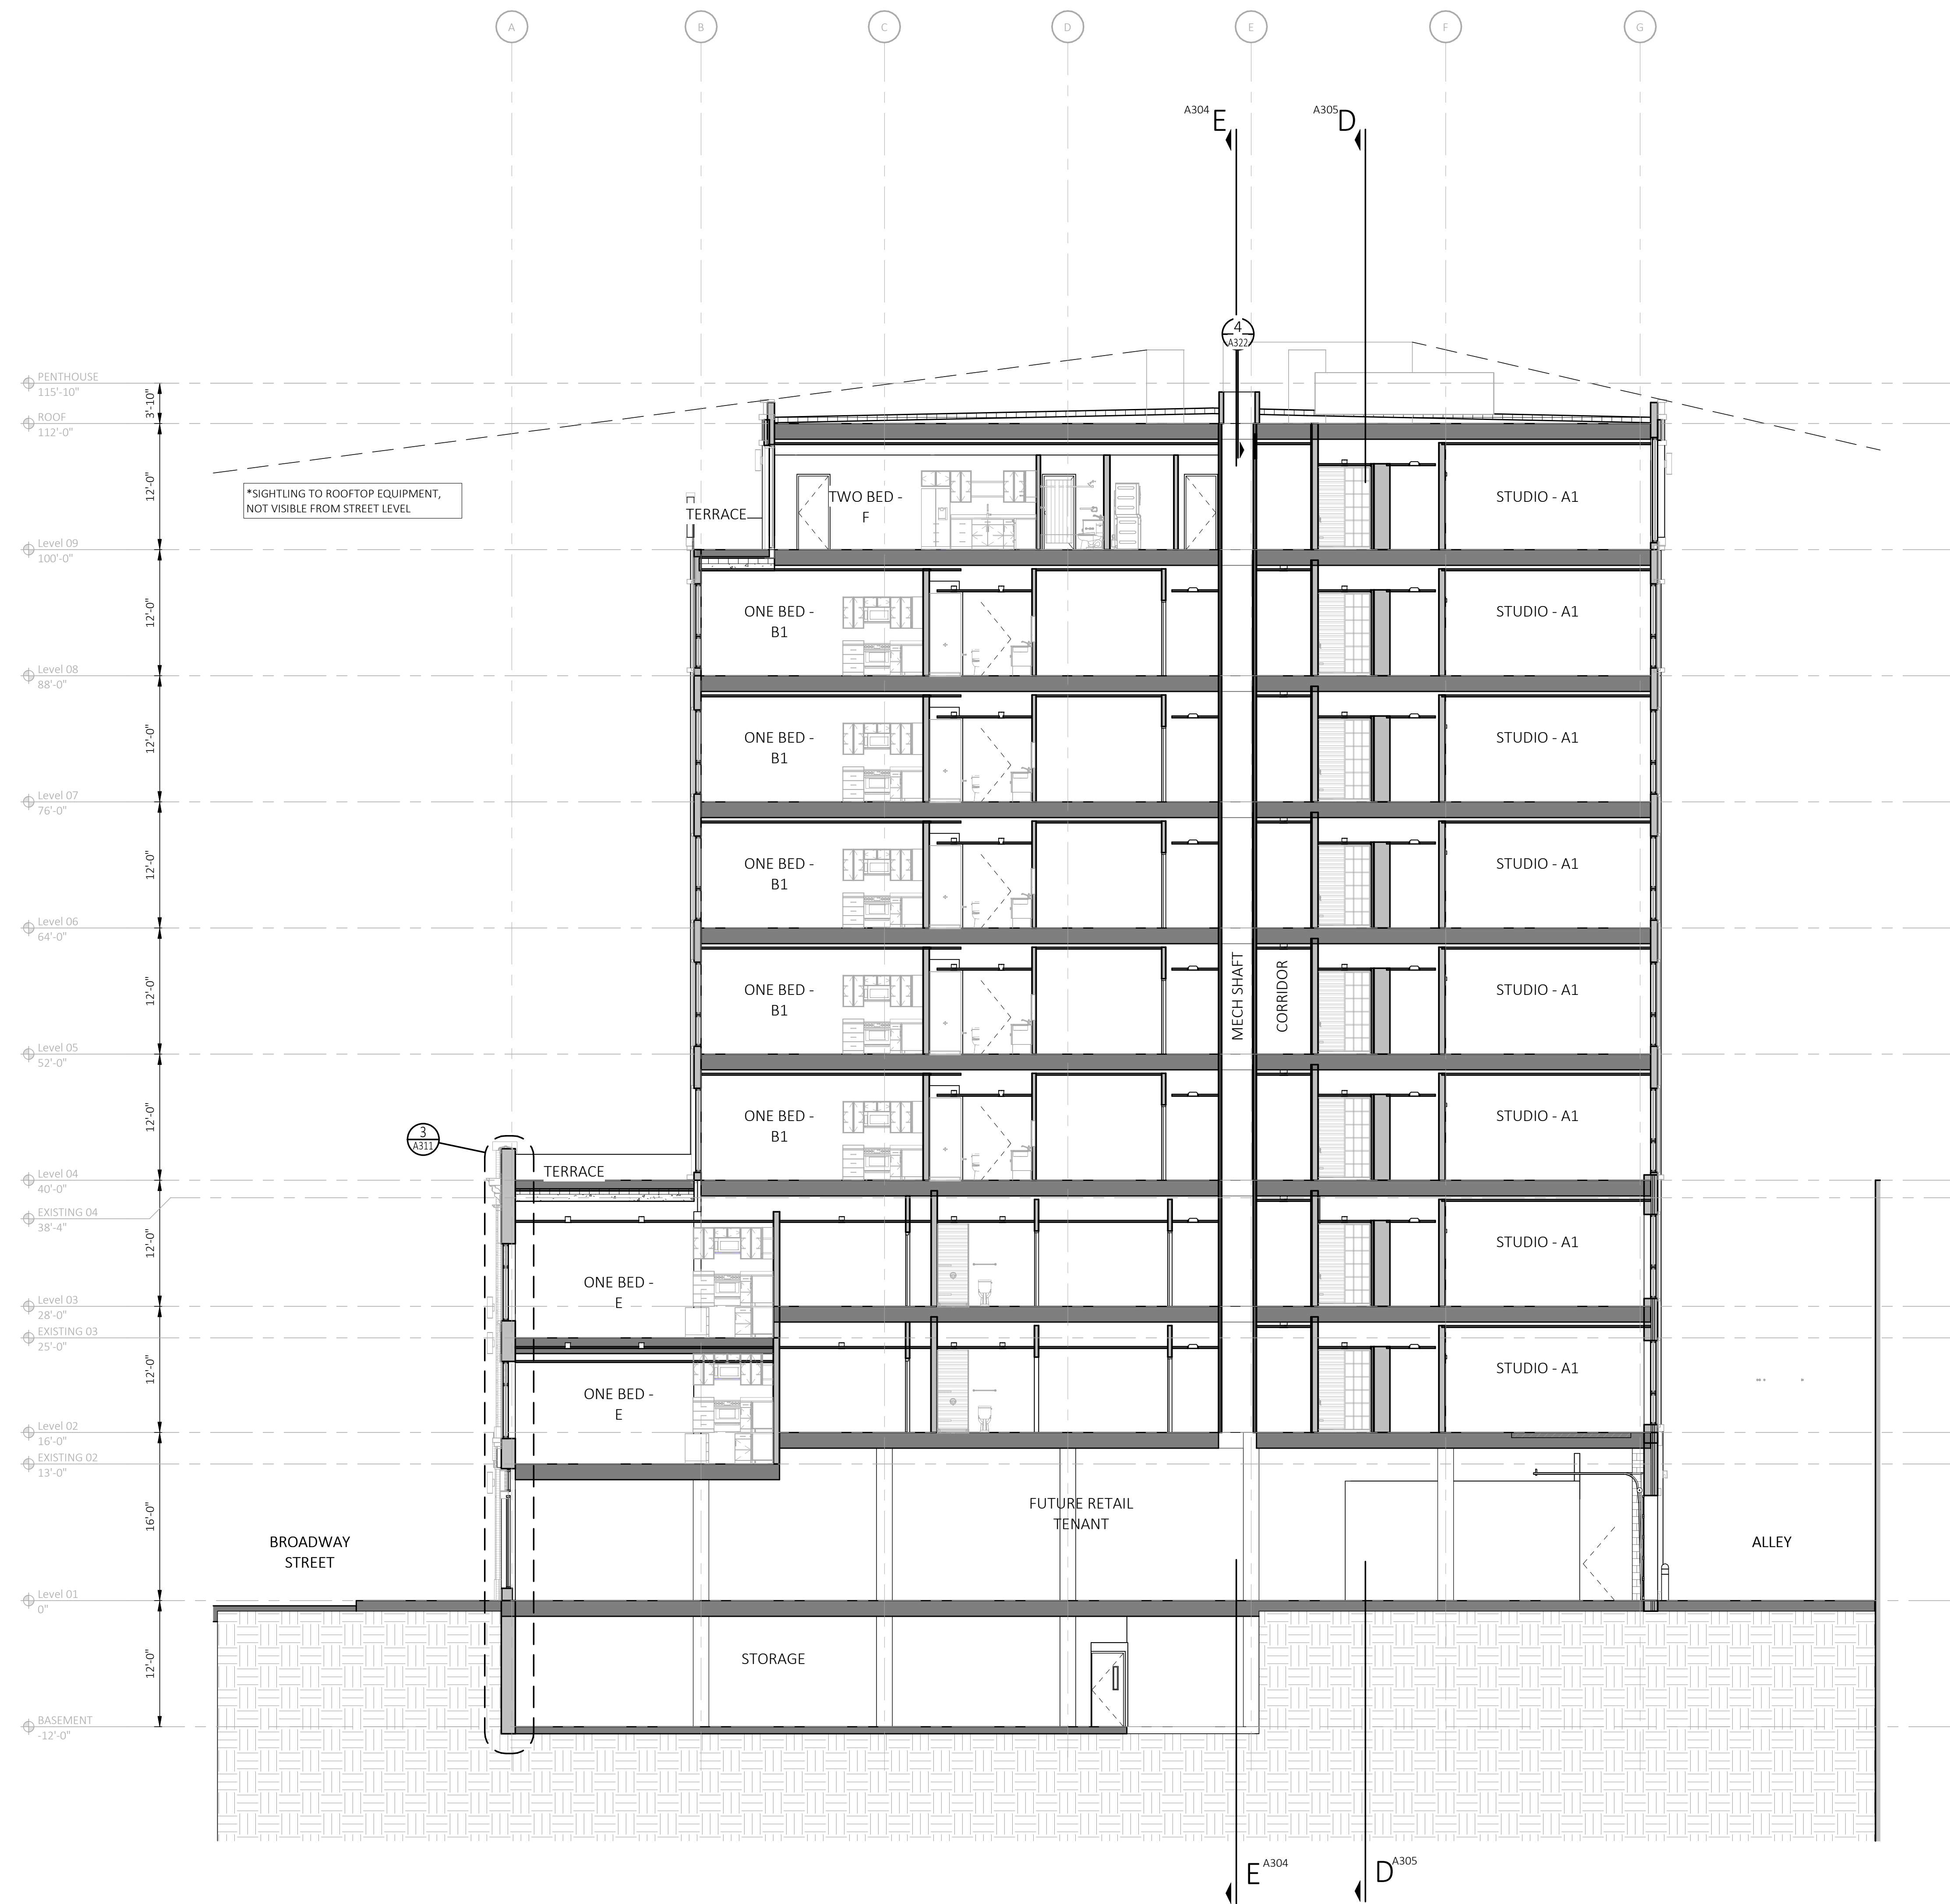 A
B
C
D
E
F
G
A304
E
A305
D
4
A322
PENTHOUSE
115'-10"
3'-10"
ROOF
112'-0"
12'-0"
*SIGHTLING TO ROOFTOP EQUIPMENT,
NOT VISIBLE FROM STREET LEVEL
TERRACE
TWO BED -
F
STUDIO - A1
Level 09
100'-0"
12'-0"
ONE BED -
B1
STUDIO - A1
Level 08
88'-0"
12'-0"
ONE BED -
B1
STUDIO - A1
Level 07
76'-0"
12'-0"
ONE BED -
B1
STUDIO - A1
Level 06
64'-0"
12'-0"
ONE BED -
B1
MECH SHAFT
CORRIDOR
STUDIO - A1
Level 05
52'-0"
12'-0"
ONE BED -
B1
STUDIO - A1
3
A311
TERRACE
Level 04
40'-0"
EXISTING 04
38'-4"
12'-0"
ONE BED -
E
STUDIO - A1
Level 03
28'-0"
EXISTING 03
25'-0"
12'-0"
ONE BED -
E
STUDIO - A1
Level 02
16'-0"
EXISTING 02
13'-0"
16'-0"
FUTURE RETAIL
TENANT
BROADWAY
STREET
ALLEY
Level 01
0"
12'-0"
STORAGE
BASEMENT
-12'-0"
E
A304
D
A305